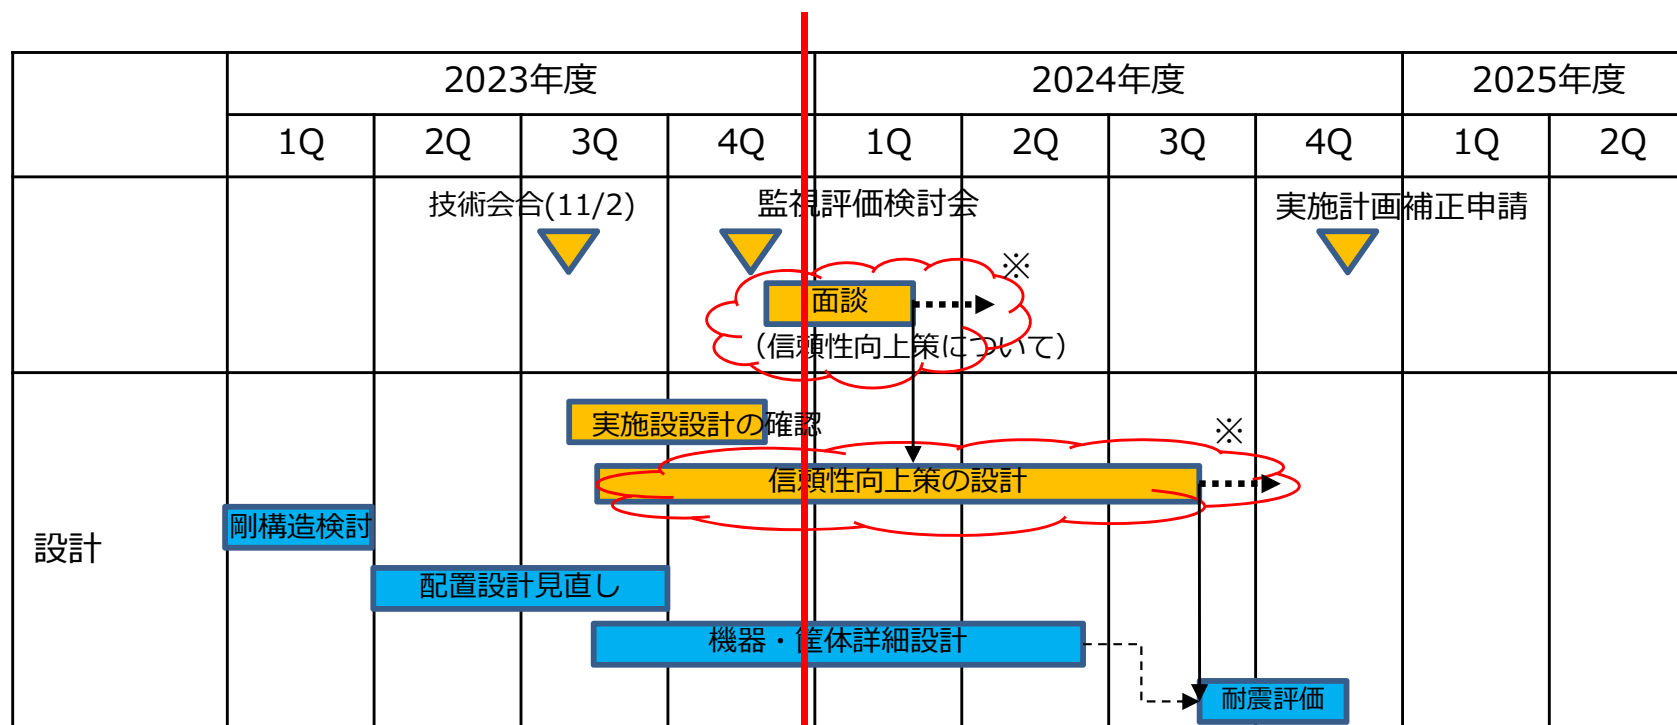 2023年度 2024年度 2025年度
1Q 2Q 3Q 4Q 1Q 2Q 3Q 4Q 1Q 2Q
技術会合(11/2) 監視評価検討会 実施計画補正申請
※
面談
（信頼性向上策について）
実施設設計の確認
※
信頼性向上策の設計
剛構造検討
設計
配置設計見直し
機器・筐体詳細設計
耐震評価